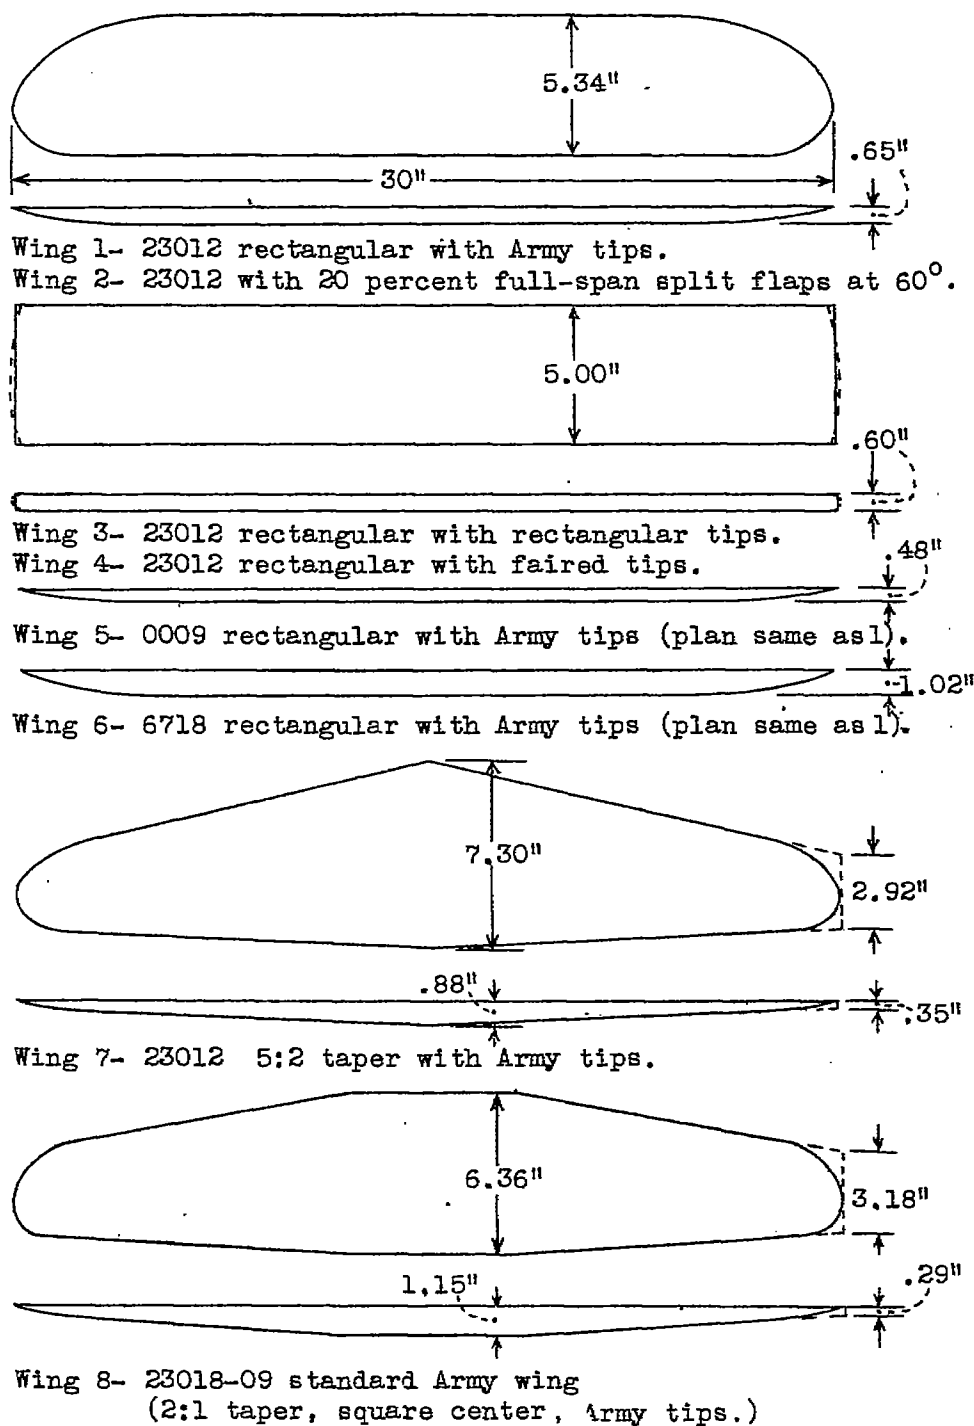 5.34"
30"
.65"
Wing 1- 23012 rectangular with Army tips.
Wing 2- 23012 with 20 percent full-span split flaps at 60°.
5.00"
.60"
Wing 3- 23012 rectangular with rectangular tips.
Wing 4- 23012 rectangular with faired tips.
.48"
Wing 5- 0009 rectangular with Army tips (plan same as 1).
1.02"
Wing 6- 6718 rectangular with Army tips (plan same as 1).
7.30"
2.92"
.88"
.35"
Wing 7- 23012 5:2 taper with Army tips.
6.36"
3.18"
1.15"
.29"
Wing 8- 23018-09 standard Army wing
(2:1 taper, square center, Army tips.)